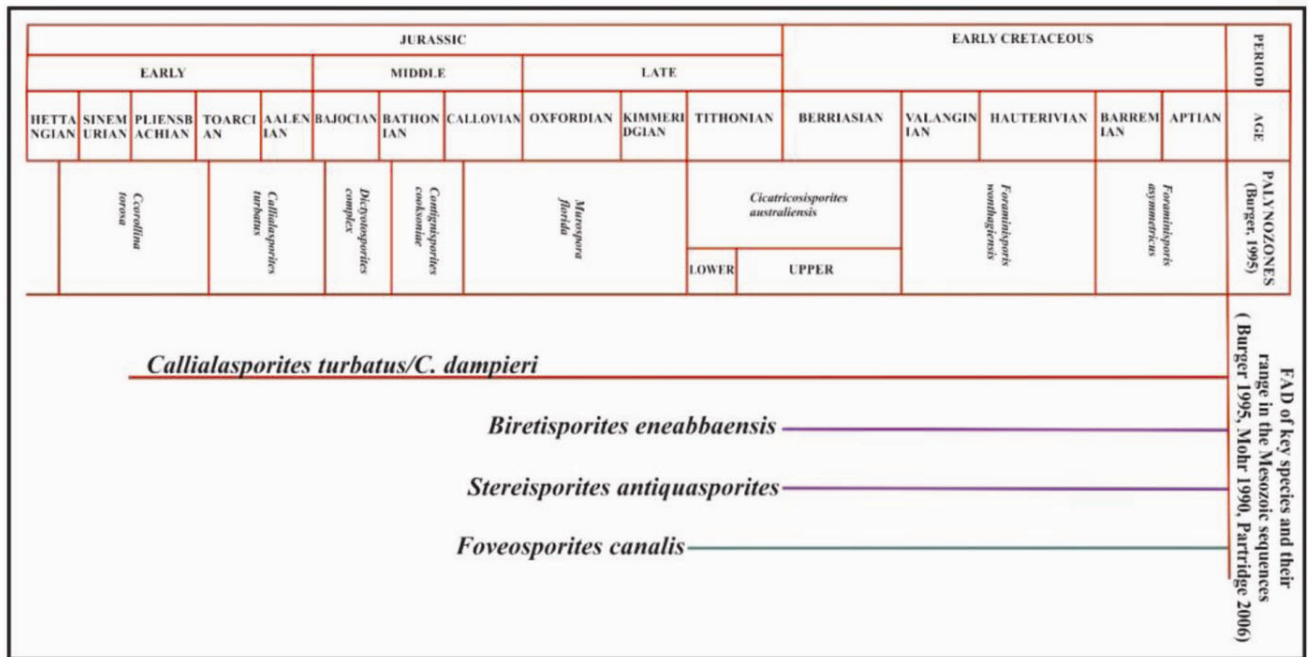 JURASSIC
EARLY CRETACEOUS
PERIOD
EARLY
MIDDLE
LATE
HETTA
NGIAN
SINEM
URIAN
PLIENSB
ACHIAN
TOARCI
AN
AALEN
IAN
BAJOCIAN
BATHON
IAN
CALLOVIAN
OXFORDIAN
KIMMERI
DGIAN
TITHONIAN
BERRIASIAN
VALANGIN
IAN
HAUTERIVIAN
BARREM
IAN
APTIAN
AGE
Ccorollina
torosa
Callialasporites
turbatus
Dictyotosporites
complex
Contignisporites
cooksoniae
Murospora
florida
Cicatricosisporites
australiensis
LOWER
UPPER
Foraminisporis
wonthagiensis
Foraminisporis
asymmetricus
PALYNOZONES
(Burger, 1995)
Callialasporites turbatus/C. dampieri
Biretisporites eneabbaensis
Stereisporites antiquasporites
Foveosporites canalis
FAD of key species and their
range in the Mesozoic sequences
( Burger 1995, Mohr 1990, Partridge 2006)